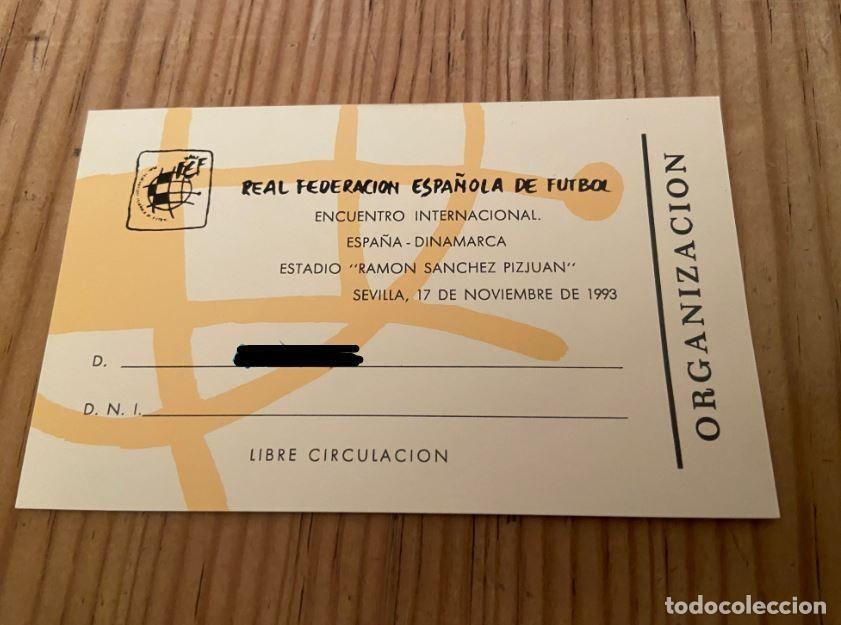 REAL FEDERACION ESPAÑOLA DE FUTBOL
ENCUENTRO INTERNACIONAL.
ESPAÑA - DINAMARCA
ESTADIO "RAMON SANCHEZ PIZJUAN"
SEVILLA, 17 DE NOVIEMBRE DE 1993
D.
D. N. I.
LIBRE CIRCULACION
ORGANIZACION
todocoleccion